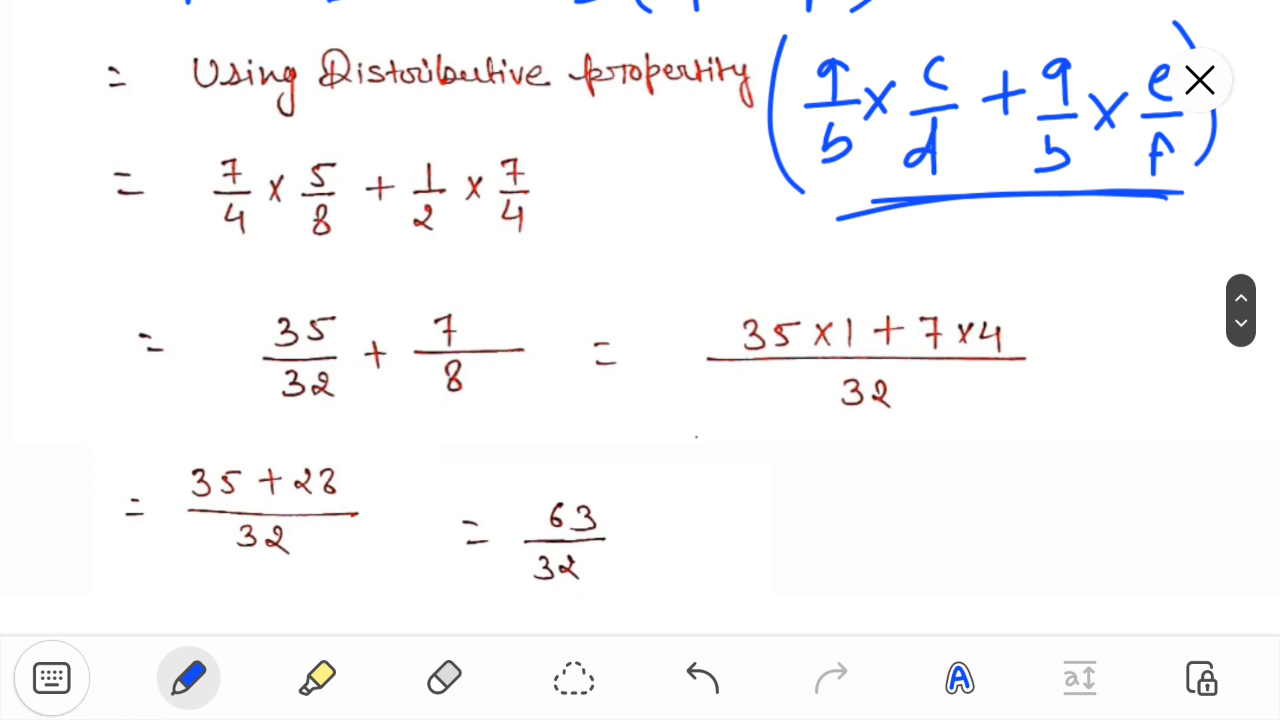 = Using Distributive propertity
(a/b × c/d + a/b × e/f)
= 7/4 × 5/8 + 1/2 × 7/4
= 35/32 + 7/8 = 35×1 + 7×4/32
= 35+28/32 = 63/32
A
a